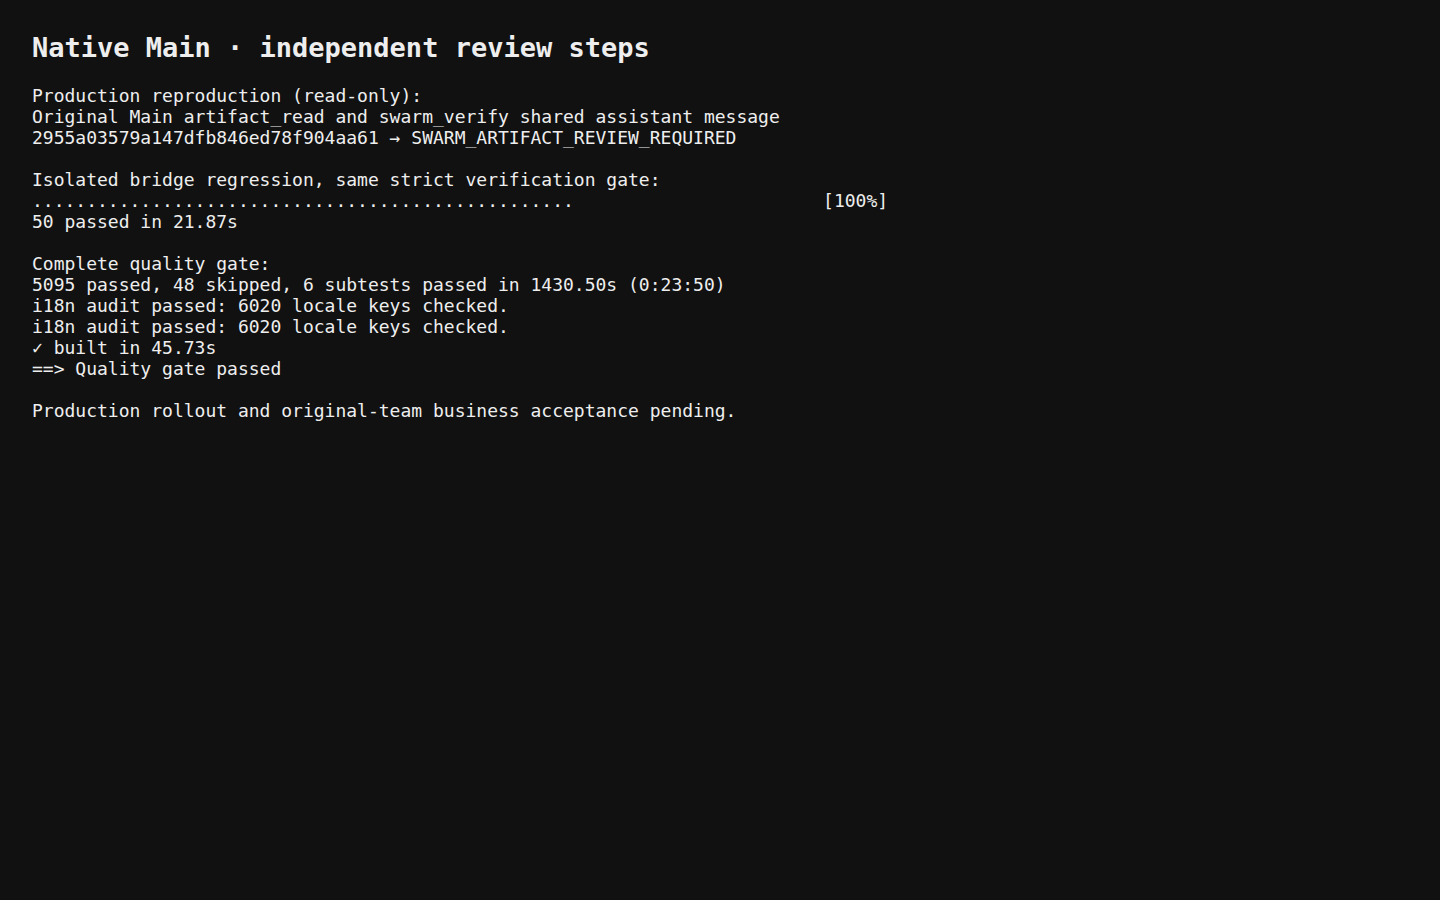 Native Main · independent review steps
Production reproduction (read-only):
Original Main artifact_read and swarm_verify shared assistant message
2955a03579a147dfb846ed78f904aa61 → SWARM_ARTIFACT_REVIEW_REQUIRED
Isolated bridge regression, same strict verification gate:
.................................................. [100%]
50 passed in 21.87s
Complete quality gate:
5095 passed, 48 skipped, 6 subtests passed in 1430.50s (0:23:50)
i18n audit passed: 6020 locale keys checked.
i18n audit passed: 6020 locale keys checked.
✓ built in 45.73s
==> Quality gate passed
Production rollout and original-team business acceptance pending.